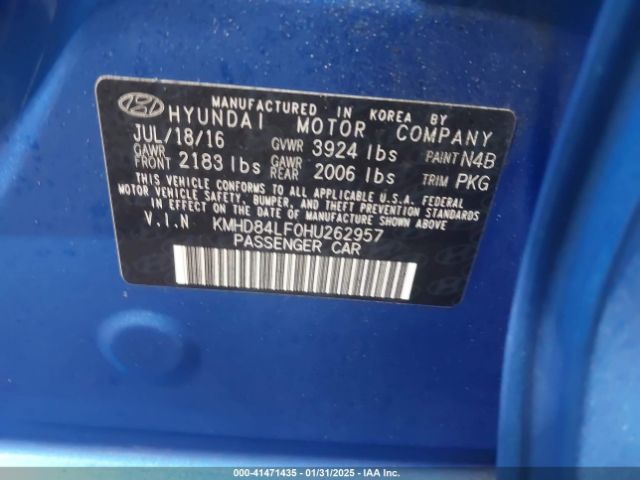 MANUFACTURED IN KOREA BY
HYUNDAI MOTOR COMPANY
JUL/18/16 GVWR 3924 lbs PAINT N4B
GAWR FRONT 2183 lbs GAWR REAR 2006 lbs TRIM PKG
THIS VEHICLE CONFORMS TO ALL APPLICABLE U.S.A. FEDERAL
MOTOR VEHICLE SAFETY, BUMPER, AND THEFT PREVENTION STANDARDS
IN EFFECT ON THE DATE OF MANUFACTURE SHOWN ABOVE
V.I.N KMHD84LF0HU262957
PASSENGER CAR
000-41471435 - 01/31/2025 - IAA Inc.